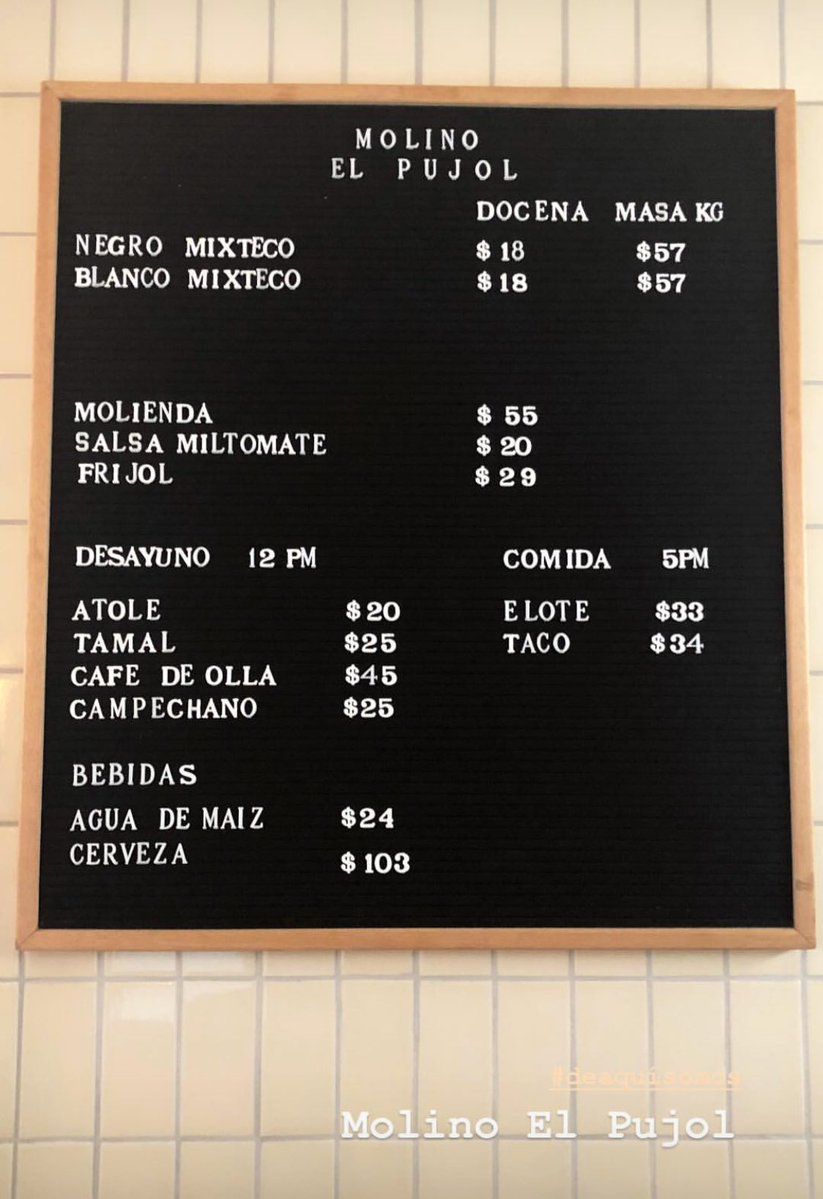 MOLINO
EL PUJOL
DOCENA MASA KG
NEGRO MIXTECO $18 $57
BLANCO MIXTECO $18 $57
MOLIENDA $55
SALSA MILTOMATE $20
FRIJOL $29
DESAYUNO 12 PM COMIDA 5PM
ATOLE $20 ELOTE $33
TAMAL $25 TACO $34
CAFE DE OLLA $45
CAMPECHANO $25
BEBIDAS
AGUA DE MAIZ $24
CERVEZA $103
#deaquisomos
Molino El Pujol